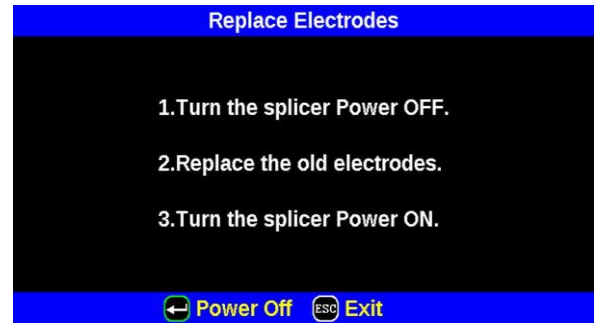 Replace Electrodes
1.Turn the splicer Power OFF.
2.Replace the old electrodes.
3.Turn the splicer Power ON.
Power Off ESC Exit